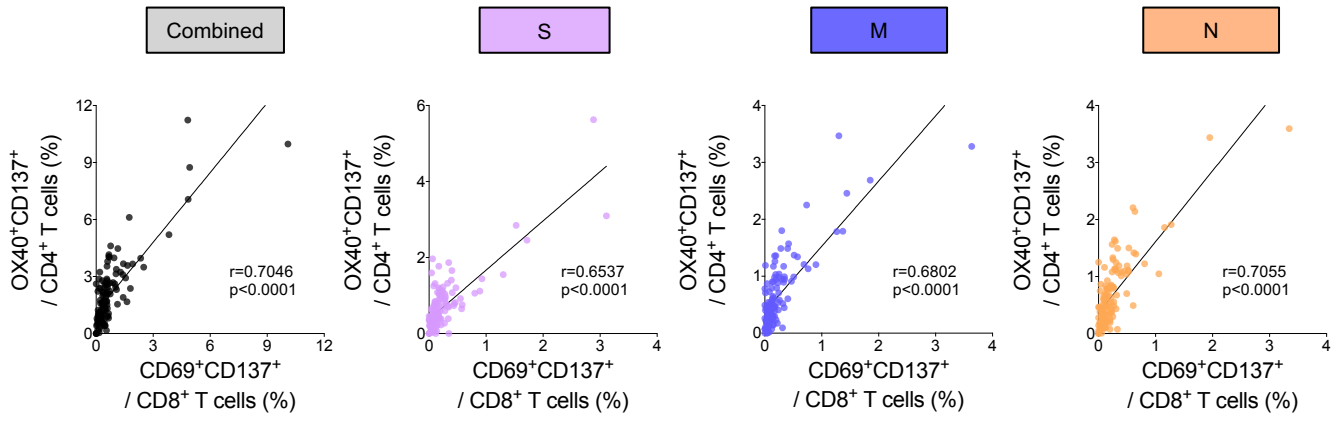 Combined
S
M
N
OX40⁺CD137⁺
/ CD4⁺ T cells (%)
12
9
6
3
0
0
3
6
9
12
r=0.7046
p<0.0001
CD69⁺CD137⁺
/ CD8⁺ T cells (%)
OX40⁺CD137⁺
/ CD4⁺ T cells (%)
6
4
2
0
0
1
2
3
4
r=0.6537
p<0.0001
CD69⁺CD137⁺
/ CD8⁺ T cells (%)
OX40⁺CD137⁺
/ CD4⁺ T cells (%)
4
3
2
1
0
0
1
2
3
4
r=0.6802
p<0.0001
CD69⁺CD137⁺
/ CD8⁺ T cells (%)
OX40⁺CD137⁺
/ CD4⁺ T cells (%)
4
3
2
1
0
0
1
2
3
4
r=0.7055
p<0.0001
CD69⁺CD137⁺
/ CD8⁺ T cells (%)